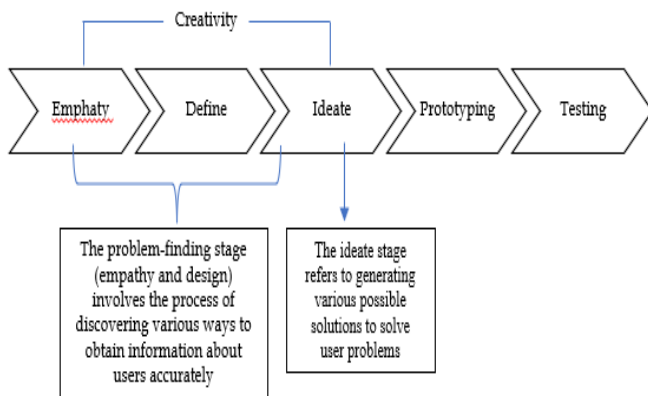 Creativity
Emphaty
Define
Ideate
Prototyping
Testing
The problem-finding stage
(empathy and design)
involves the process of
discovering various ways to
obtain information about
users accurately
The ideate stage
refers to generating
various possible
solutions to solve
user problems